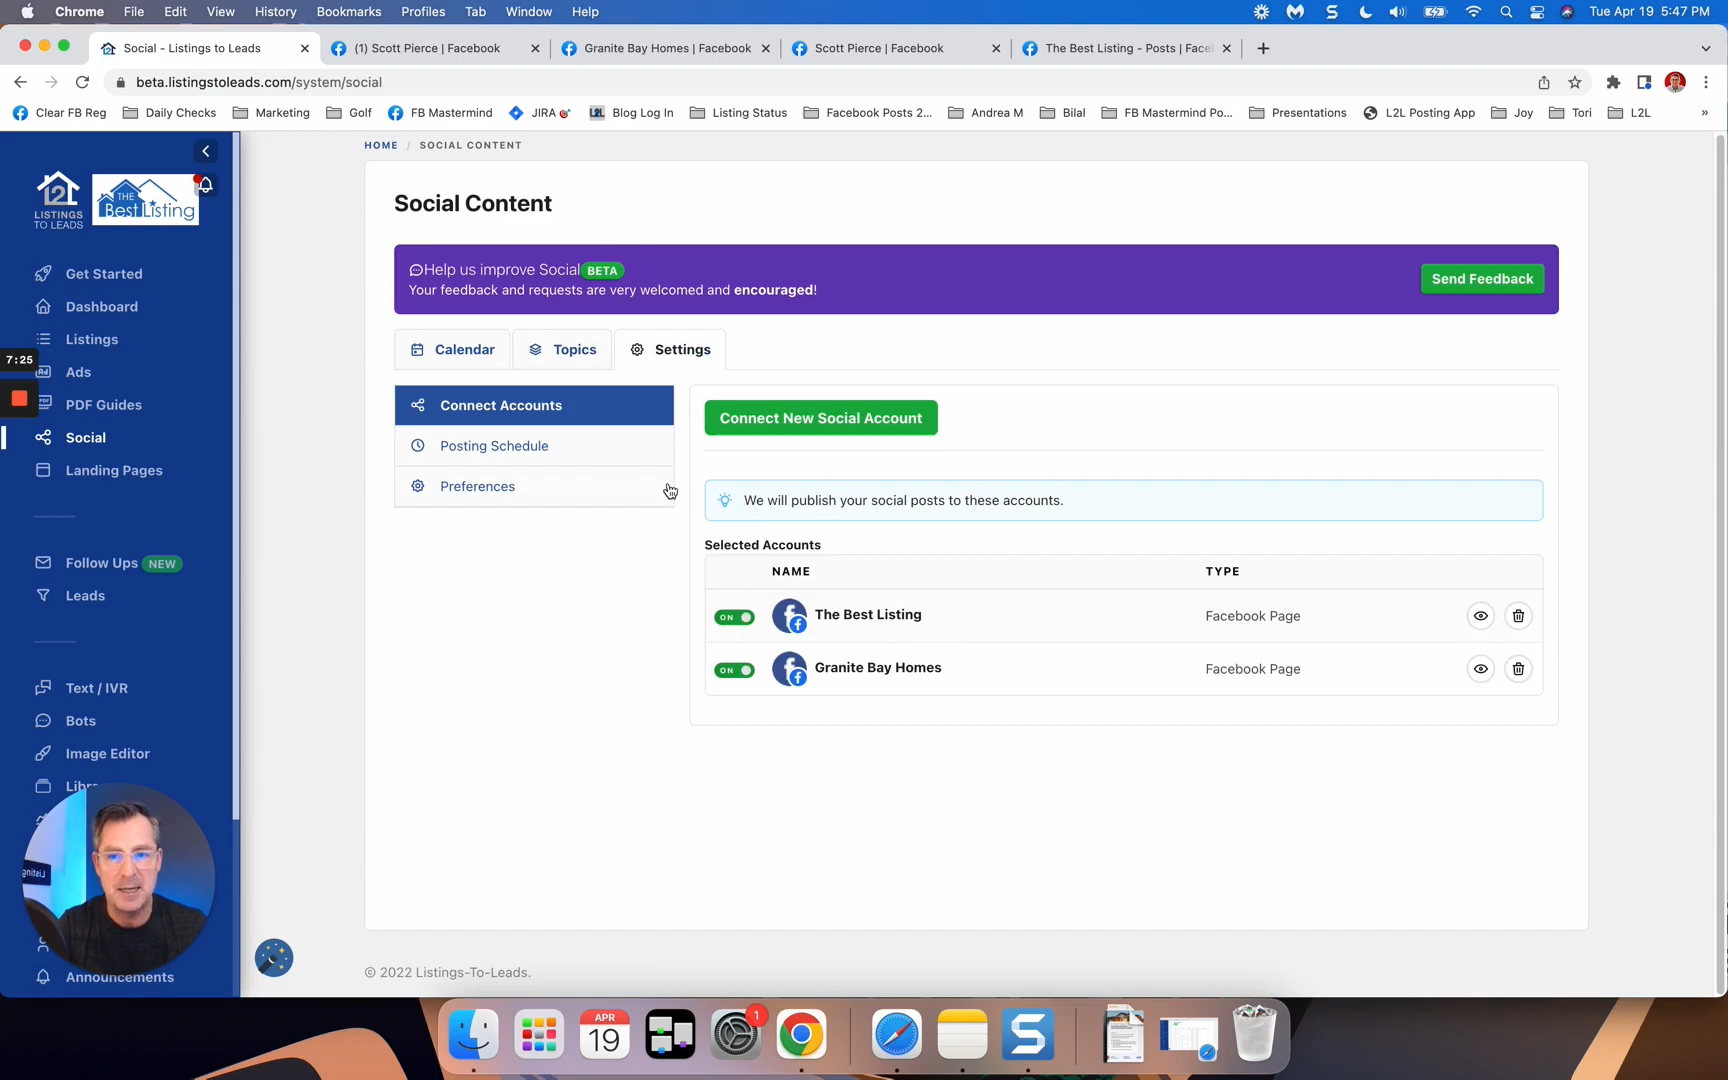 Chrome File Edit View History Bookmarks Profiles Tab Window Help Tue Apr 19 5:47 PM
Social - Listings to Leads (1) Scott Pierce | Facebook Granite Bay Homes | Facebook Scott Pierce | Facebook The Best Listing - Posts | Face
beta.listingstoleads.com/system/social
Clear FB Reg Daily Checks Marketing Golf FB Mastermind JIRA Blog Log In Listing Status Facebook Posts 2... Andrea M Bilal FB Mastermind Po... Presentations L2L Posting App Joy Tori L2L »
HOME / SOCIAL CONTENT
LISTINGS
TO LEADS
THE
Best Listing
Social Content
Help us improve Social BETA
Your feedback and requests are very welcomed and encouraged!
Send Feedback
Calendar Topics Settings
Connect Accounts
Posting Schedule
Preferences
Connect New Social Account
We will publish your social posts to these accounts.
Selected Accounts
NAME TYPE
ON The Best Listing Facebook Page
ON Granite Bay Homes Facebook Page
Get Started
Dashboard
Listings
7:25
Ads
PDF Guides
Social
Landing Pages
Follow Ups NEW
Leads
Text / IVR
Bots
Image Editor
Announcements
© 2022 Listings-To-Leads.
APR
19
1